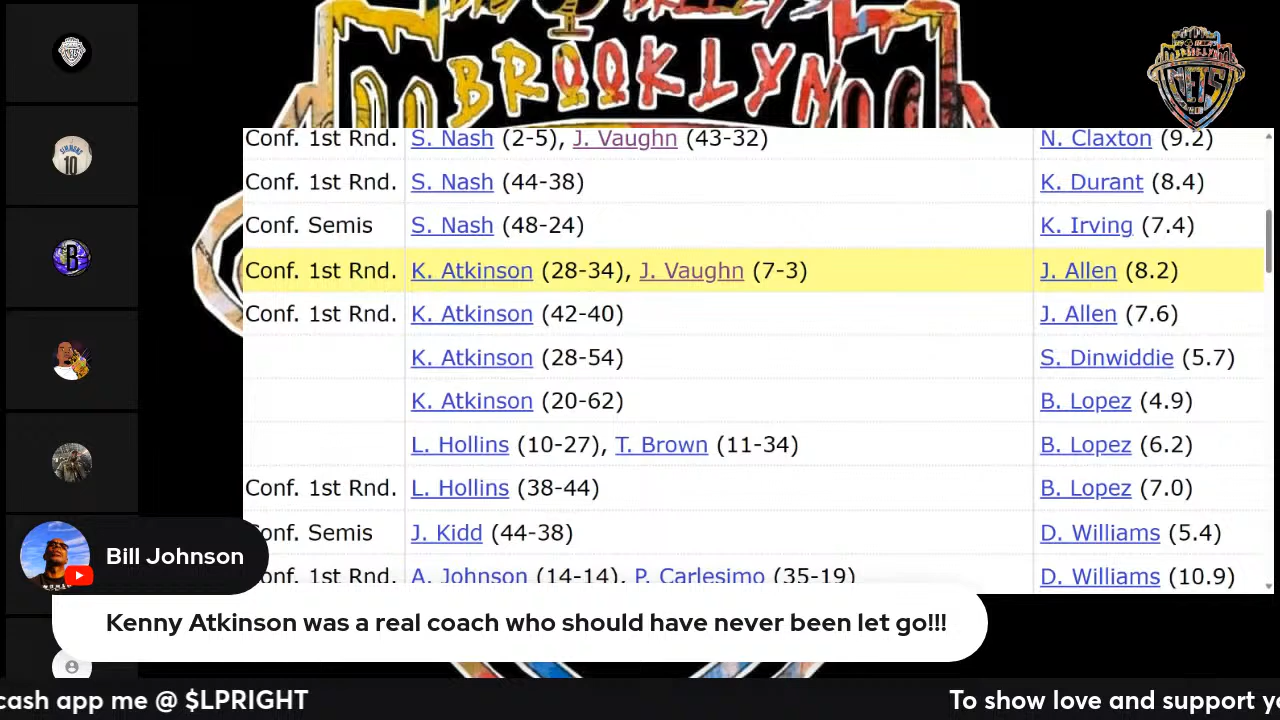 BIG BREEZY'S
BROOKLYN
NETS
SIMMONS
10
B
Conf. 1st Rnd. S. Nash (2-5), J. Vaughn (43-32) N. Claxton (9.2)
Conf. 1st Rnd. S. Nash (44-38) K. Durant (8.4)
Conf. Semis S. Nash (48-24) K. Irving (7.4)
Conf. 1st Rnd. K. Atkinson (28-34), J. Vaughn (7-3) J. Allen (8.2)
Conf. 1st Rnd. K. Atkinson (42-40) J. Allen (7.6)
K. Atkinson (28-54) S. Dinwiddie (5.7)
K. Atkinson (20-62) B. Lopez (4.9)
L. Hollins (10-27), T. Brown (11-34) B. Lopez (6.2)
Conf. 1st Rnd. L. Hollins (38-44) B. Lopez (7.0)
Conf. Semis J. Kidd (44-38) D. Williams (5.4)
Conf. 1st Rnd. A. Johnson (14-14), P. Carlesimo (35-19) D. Williams (10.9)
Bill Johnson
Kenny Atkinson was a real coach who should have never been let go!!!
cash app me @ $LPRIGHT To show love and support